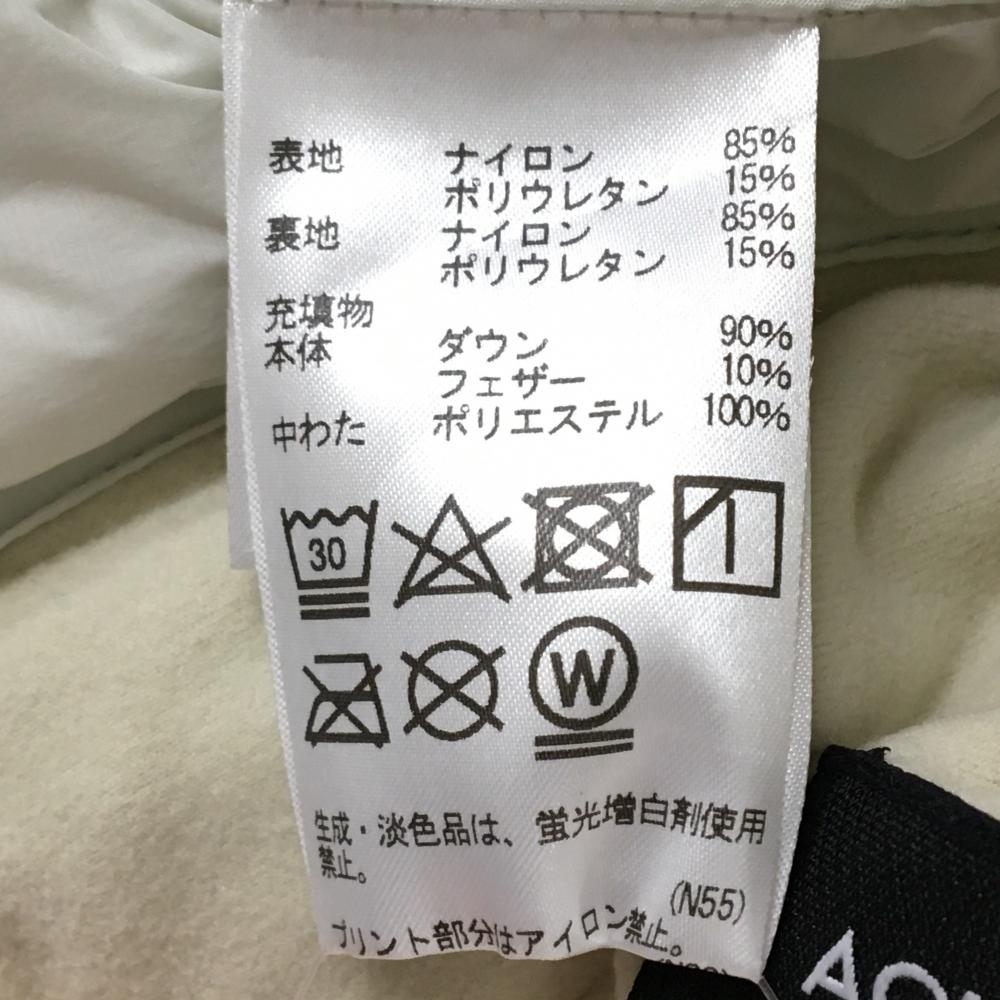 表地 ナイロン 85%
ポリウレタン 15%
裏地 ナイロン 85%
ポリウレタン 15%
充填物
本体 ダウン 90%
フェザー 10%
中わた ポリエステル 100%
30
W
生成・淡色品は、蛍光増白剤使用
禁止。
(N55)
プリント部分はアイロン禁止。